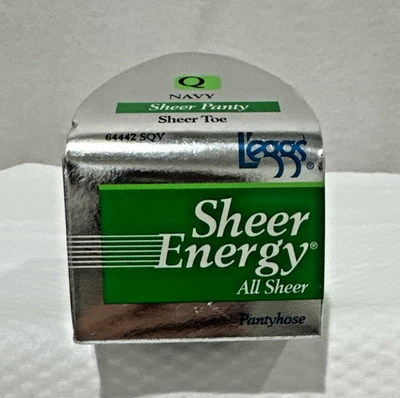 Q
NAVY
Sheer Panty
Sheer Toe
64442 SQV
L'eggs®
Sheer
Energy®
All Sheer
Pantyhose